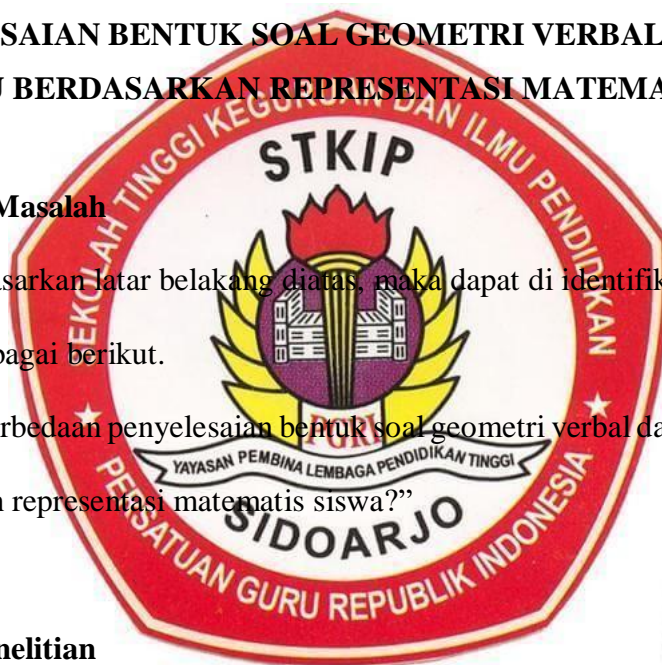 SAIAN BENTUK SOAL GEOMETRI VERBAL
U BERDASARKAN REPRESENTASI MATEMA
SEKOLAH TINGGI KEGURUAN DAN ILMU PENDIDIKAN
STKIP
Masalah
asarkan latar belakang diatas, maka dapat di identifik
bagai berikut.
rbedaan penyelesaian bentuk soal geometri verbal da
PGRI
YAYASAN PEMBINA LEMBAGA PENDIDIKAN TINGGI
n representasi matematis siswa?”
SIDOARJO
PERSATUAN GURU REPUBLIK INDONESIA
nelitian